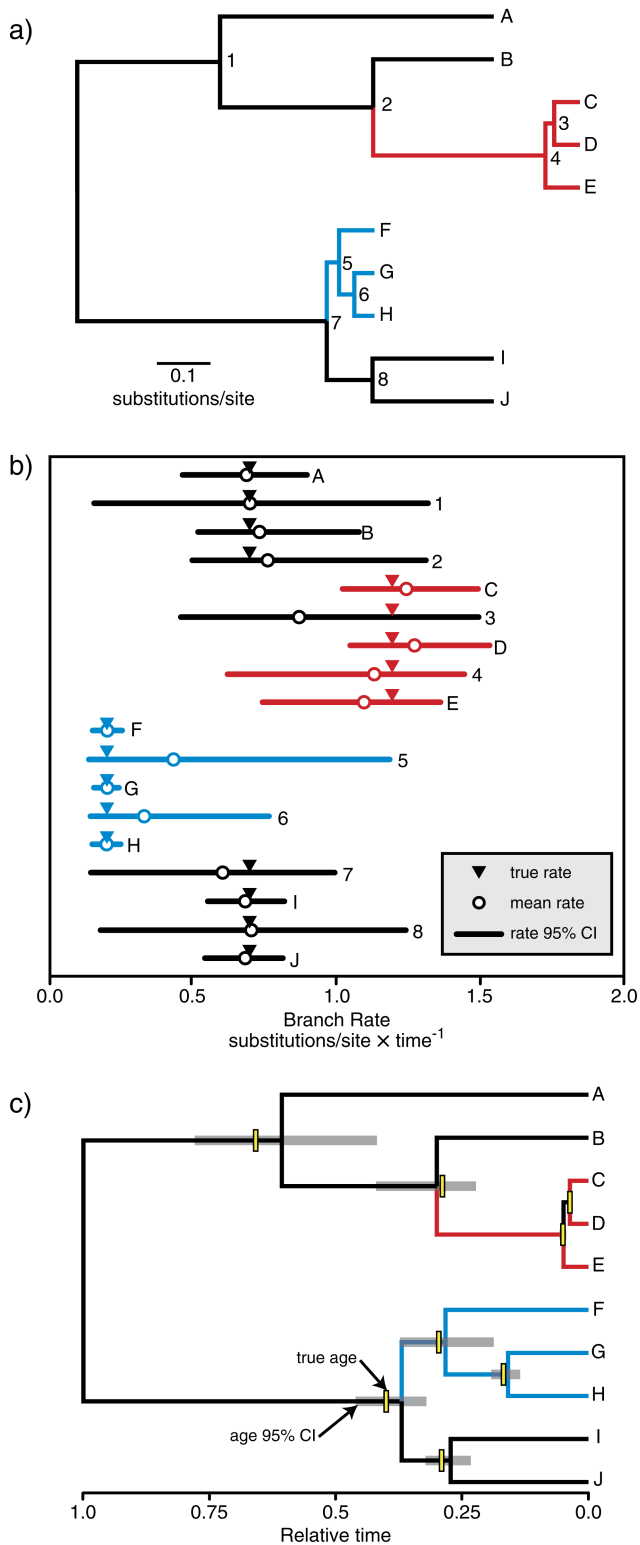 a)
A
1
B
2
C
3
D
4
E
F
5
G
6
H
7
I
8
J
0.1
substitutions/site
b)
A
1
B
2
C
3
D
4
E
F
5
G
6
H
7
I
8
J
true rate
mean rate
rate 95% CI
0.0 0.5 1.0 1.5 2.0
Branch Rate
substitutions/site × time⁻¹
c)
A
B
C
D
E
F
G
H
true age
age 95% CI
I
J
1.0 0.75 0.5 0.25 0.0
Relative time